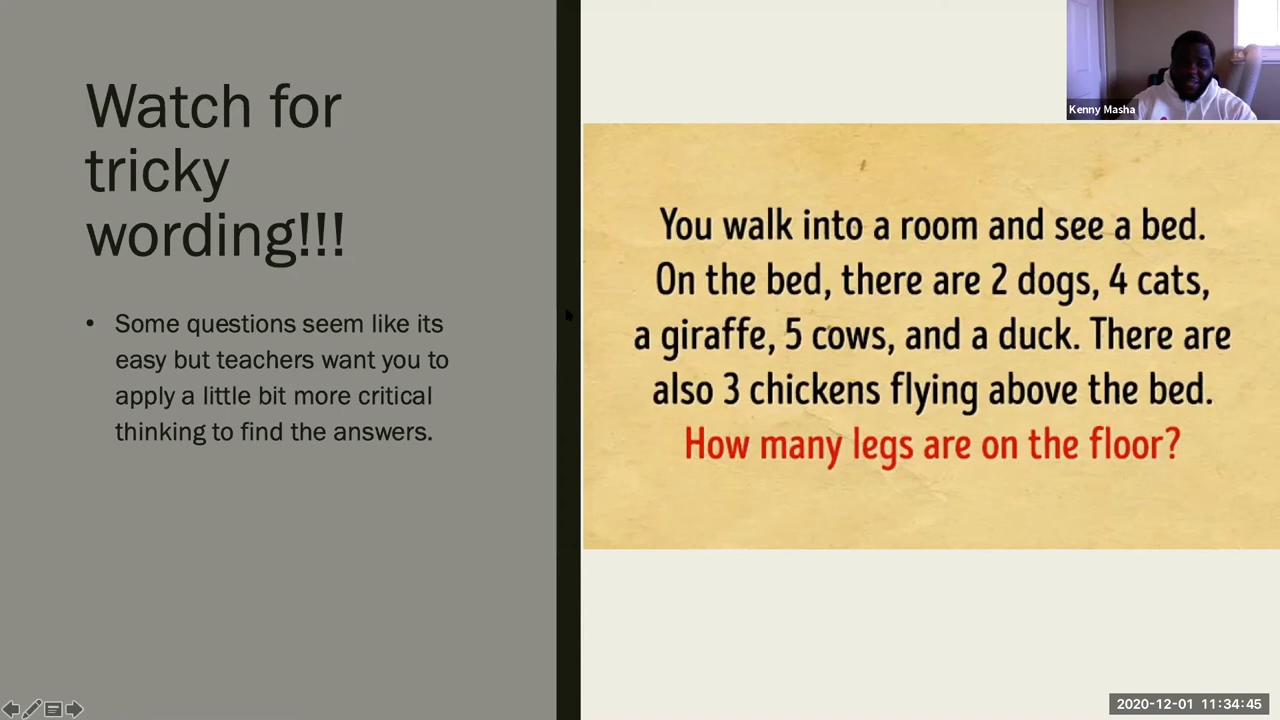 Watch for
tricky
wording!!!
• Some questions seem like its
easy but teachers want you to
apply a little bit more critical
thinking to find the answers.
Kenny Masha
You walk into a room and see a bed.
On the bed, there are 2 dogs, 4 cats,
a giraffe, 5 cows, and a duck. There are
also 3 chickens flying above the bed.
How many legs are on the floor?
2020-12-01 11:34:45